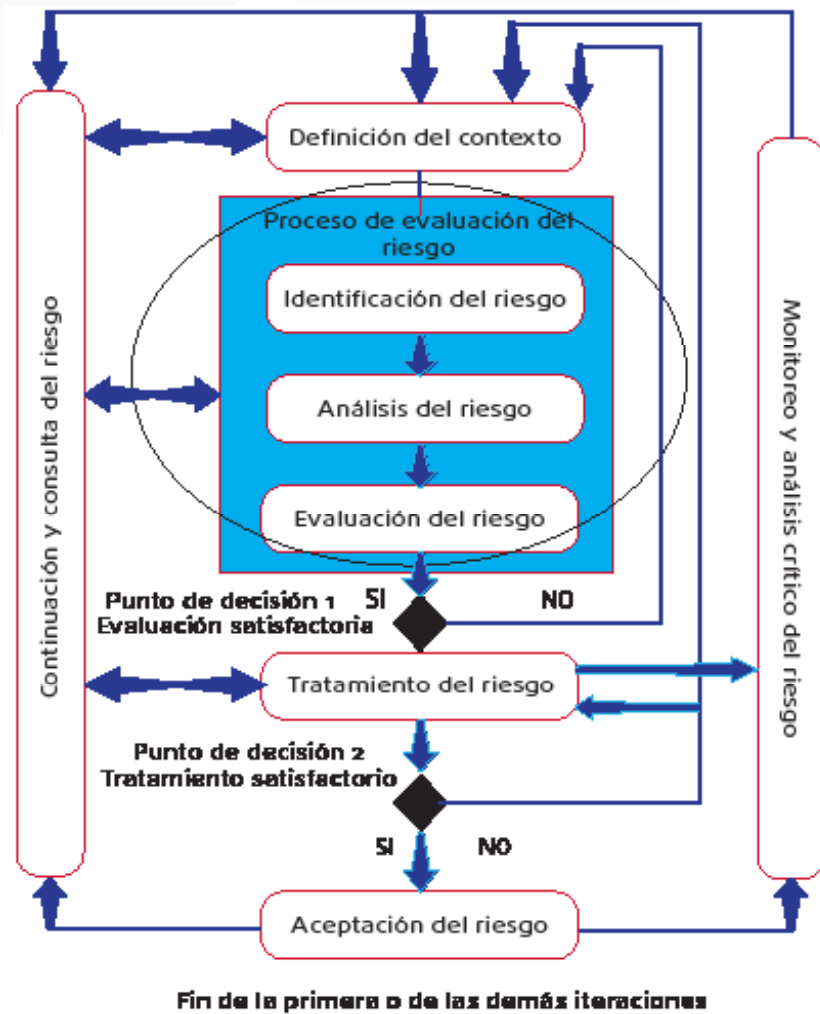 Definición del contexto
Proceso de evaluación del
riesgo
Identificación del riesgo
Análisis del riesgo
Evaluación del riesgo
Continuación y consulta del riesgo
Monitoreo y análisis crítico del riesgo
Punto de decisión 1
Evaluación satisfactoria
SI
NO
Tratamiento del riesgo
Punto de decisión 2
Tratamiento satisfactorio
SI
NO
Aceptación del riesgo
Fin de la primera o de las demás iteraciones